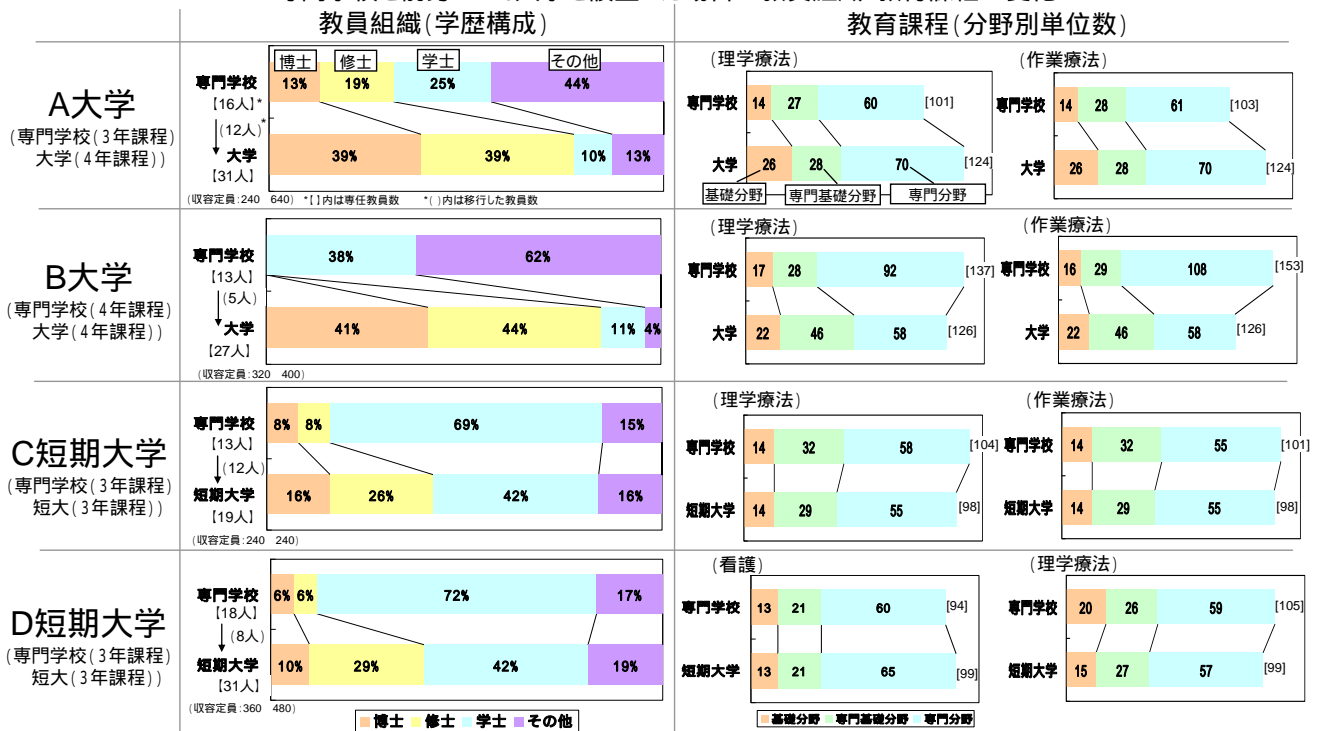 教員組織(学歴構成)
教育課程(分野別単位数)
A大学
(専門学校(3年課程)
大学(4年課程))
博士 修士 学士 その他
専門学校 13% 19% 25% 44%
【16人】*
(12人)*
大学 39% 39% 10% 13%
【31人】
(収容定員:240 640) *【 】内は専任教員数 *( )内は移行した教員数
(理学療法)
専門学校 14 27 60 [101]
大学 26 28 70 [124]
基礎分野 専門基礎分野 専門分野
(作業療法)
専門学校 14 28 61 [103]
大学 26 28 70 [124]
B大学
(専門学校(4年課程)
大学(4年課程))
専門学校 38% 62%
【13人】
(5人)
大学 41% 44% 11% 4%
【27人】
(収容定員:320 400)
(理学療法)
専門学校 17 28 92 [137]
大学 22 46 58 [126]
(作業療法)
専門学校 16 29 108 [153]
大学 22 46 58 [126]
C短期大学
(専門学校(3年課程)
短大(3年課程))
専門学校 8% 8% 69% 15%
【13人】
(12人)
短期大学 16% 26% 42% 16%
【19人】
(収容定員:240 240)
(理学療法)
専門学校 14 32 58 [104]
短期大学 14 29 55 [98]
(作業療法)
専門学校 14 32 55 [101]
短期大学 14 29 55 [98]
D短期大学
(専門学校(3年課程)
短大(3年課程))
専門学校 6% 6% 72% 17%
【18人】
(8人)
短期大学 10% 29% 42% 19%
【31人】
(収容定員:360 480)
博士 修士 学士 その他
(看護)
専門学校 13 21 60 [94]
短期大学 13 21 65 [99]
(理学療法)
専門学校 20 26 59 [105]
短期大学 15 27 57 [99]
基礎分野 専門基礎分野 専門分野